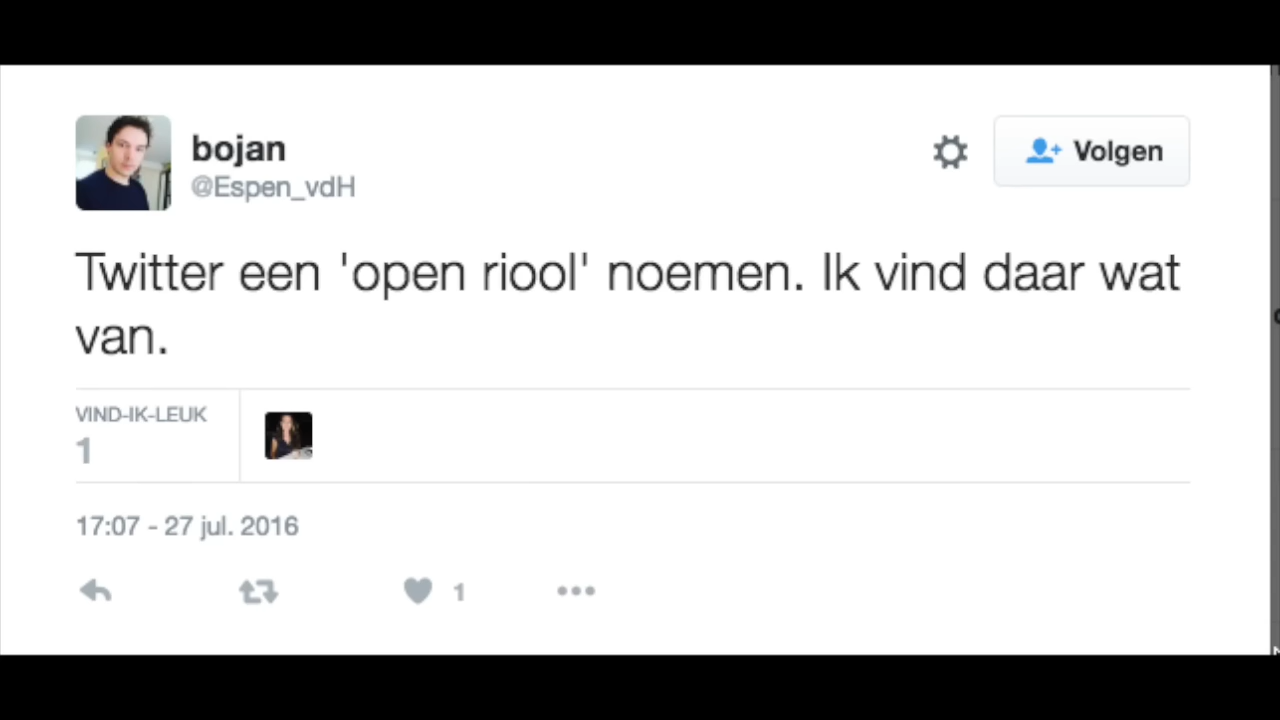 bojan
@Espen_vdH
Volgen
Twitter een 'open riool' noemen. Ik vind daar wat
van.
VIND-IK-LEUK
1
17:07 - 27 jul. 2016
1